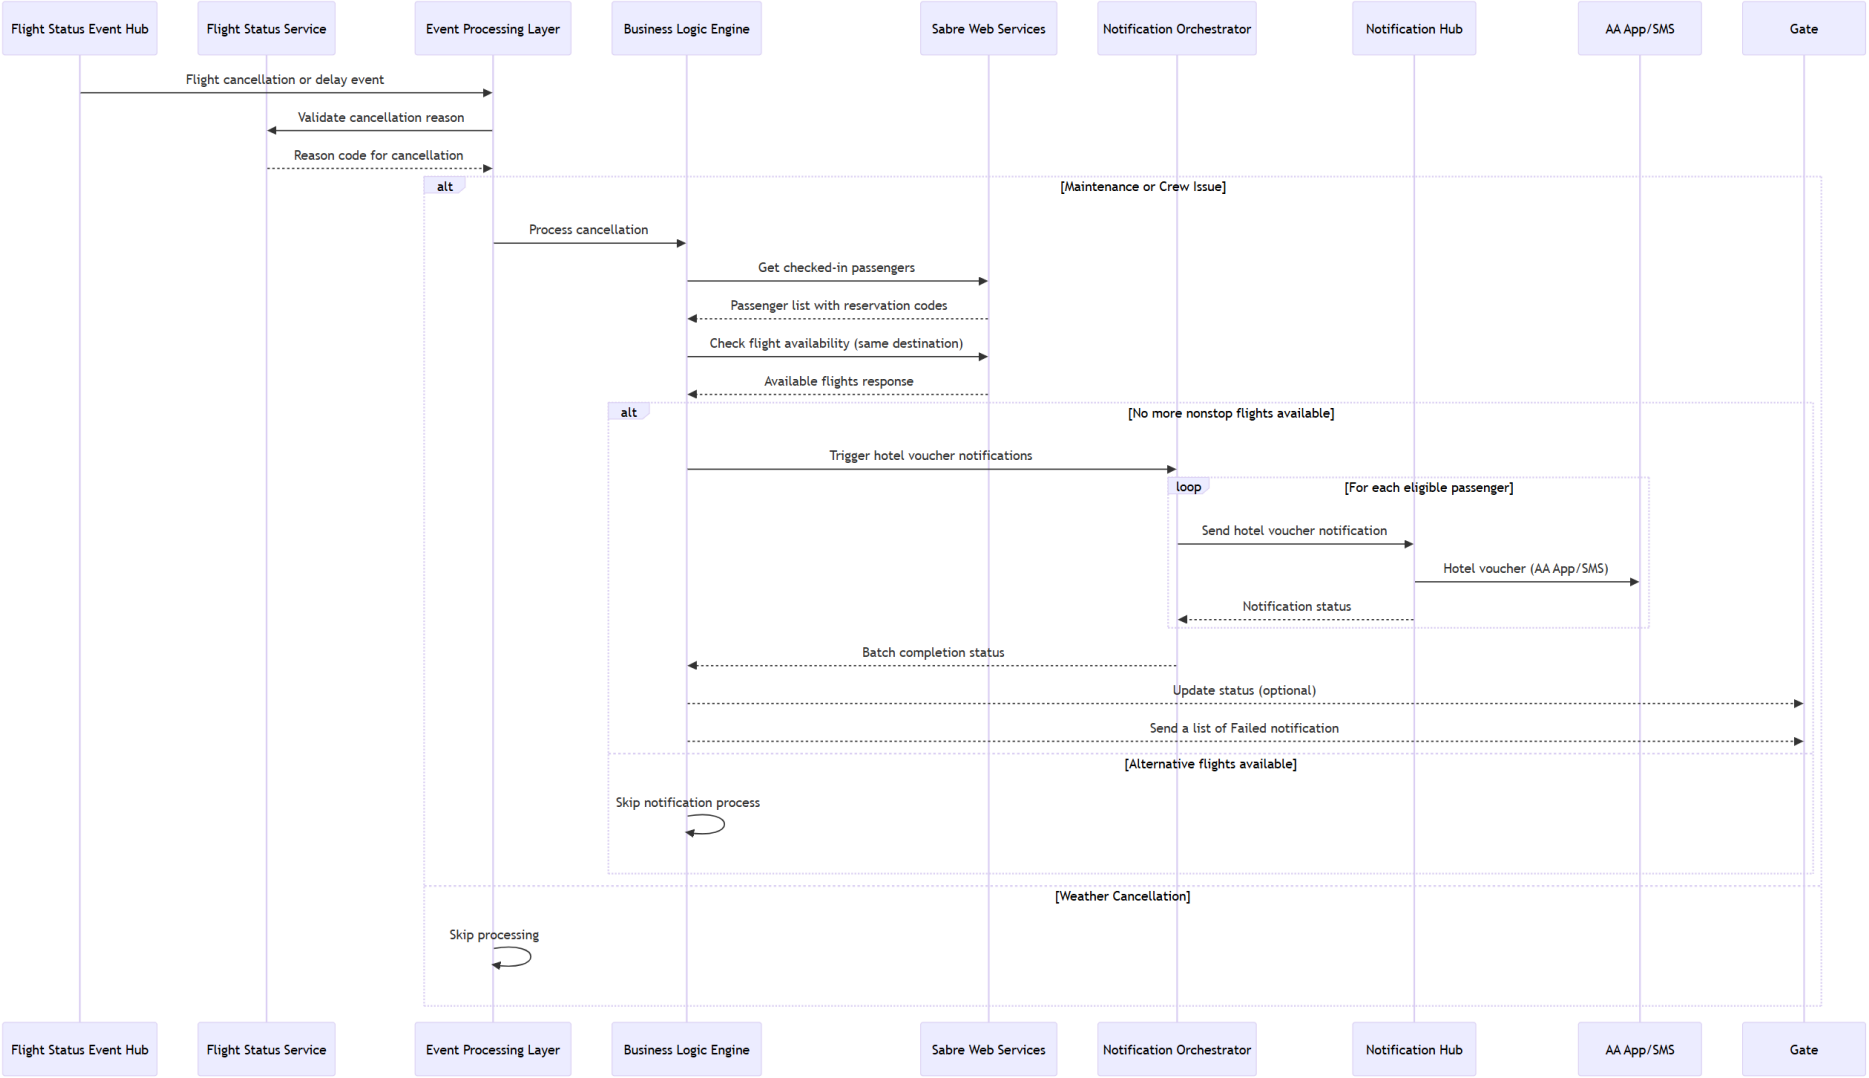 Flight Status Event Hub
Flight Status Service
Event Processing Layer
Business Logic Engine
Sabre Web Services
Notification Orchestrator
Notification Hub
AA App/SMS
Gate
Flight cancellation or delay event
Validate cancellation reason
Reason code for cancellation
alt
[Maintenance or Crew Issue]
Process cancellation
Get checked-in passengers
Passenger list with reservation codes
Check flight availability (same destination)
Available flights response
alt
[No more nonstop flights available]
Trigger hotel voucher notifications
loop
[For each eligible passenger]
Send hotel voucher notification
Hotel voucher (AA App/SMS)
Notification status
Batch completion status
Update status (optional)
Send a list of Failed notification
[Alternative flights available]
Skip notification process
[Weather Cancellation]
Skip processing
Flight Status Event Hub
Flight Status Service
Event Processing Layer
Business Logic Engine
Sabre Web Services
Notification Orchestrator
Notification Hub
AA App/SMS
Gate